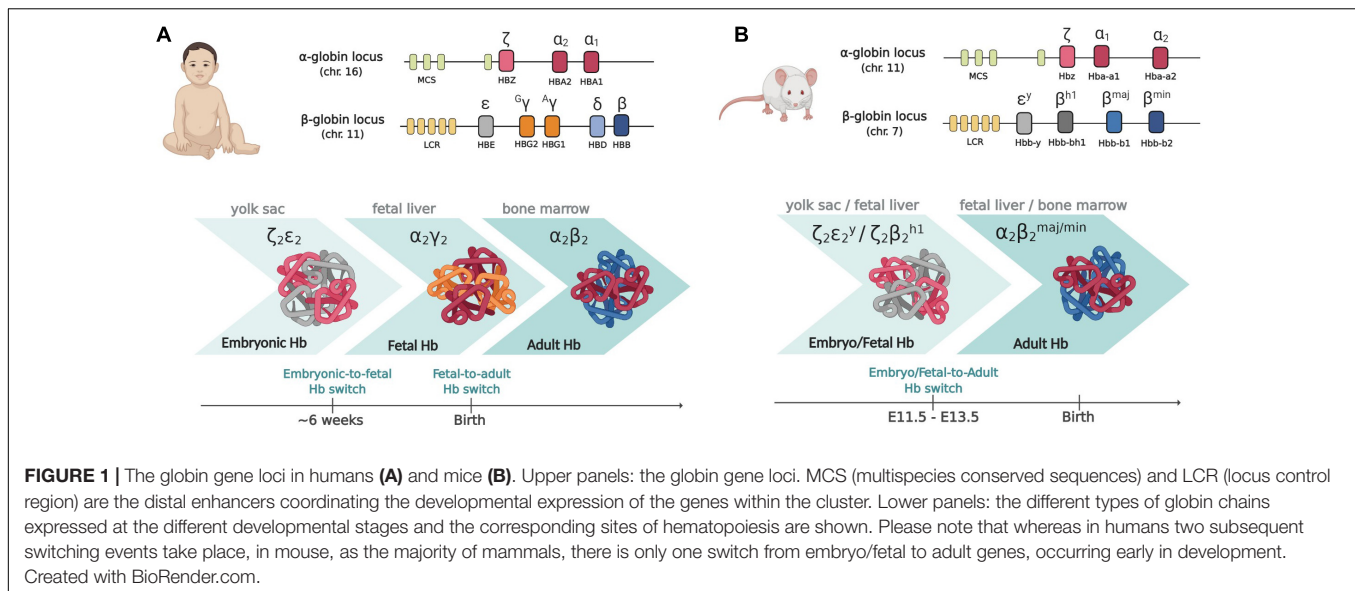 A
ζ α₂ α₁
α-globin locus
(chr. 16)
MCS HBZ HBA2 HBA1
ε ᴳγ ᴬγ δ β
β-globin locus
(chr. 11)
LCR HBE HBG2 HBG1 HBD HBB
yolk sac fetal liver bone marrow
ζ₂ε₂ α₂γ₂ α₂β₂
Embryonic Hb Fetal Hb Adult Hb
Embryonic-to-fetal
Hb switch
Fetal-to-adult
Hb switch
~6 weeks Birth
B
ζ α₁ α₂
α-globin locus
(chr. 11)
MCS Hbz Hba-a1 Hba-a2
εʸ βʰ¹ βᵐᵃʲ βᵐⁱⁿ
β-globin locus
(chr. 7)
LCR Hbb-y Hbb-bh1 Hbb-b1 Hbb-b2
yolk sac / fetal liver fetal liver / bone marrow
ζ₂ε₂ʸ / ζ₂β₂ʰ¹ α₂β₂ᵐᵃʲ/ᵐⁱⁿ
Embryo/Fetal Hb Adult Hb
Embryo/Fetal-to-Adult
Hb switch
E11.5 - E13.5 Birth
FIGURE 1 | The globin gene loci in humans (A) and mice (B). Upper panels: the globin gene loci. MCS (multispecies conserved sequences) and LCR (locus control
region) are the distal enhancers coordinating the developmental expression of the genes within the cluster. Lower panels: the different types of globin chains
expressed at the different developmental stages and the corresponding sites of hematopoiesis are shown. Please note that whereas in humans two subsequent
switching events take place, in mouse, as the majority of mammals, there is only one switch from embryo/fetal to adult genes, occurring early in development.
Created with BioRender.com.